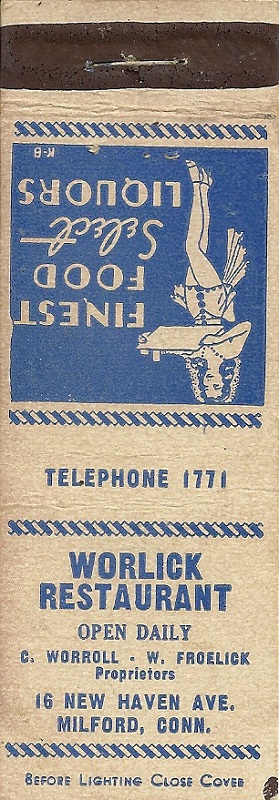 FINEST
FOOD
Select
LIQUORS
K-8
TELEPHONE 1771
WORLICK
RESTAURANT
OPEN DAILY
C. WORROLL - W. FROELICK
Proprietors
16 NEW HAVEN AVE.
MILFORD, CONN.
BEFORE LIGHTING CLOSE COVER